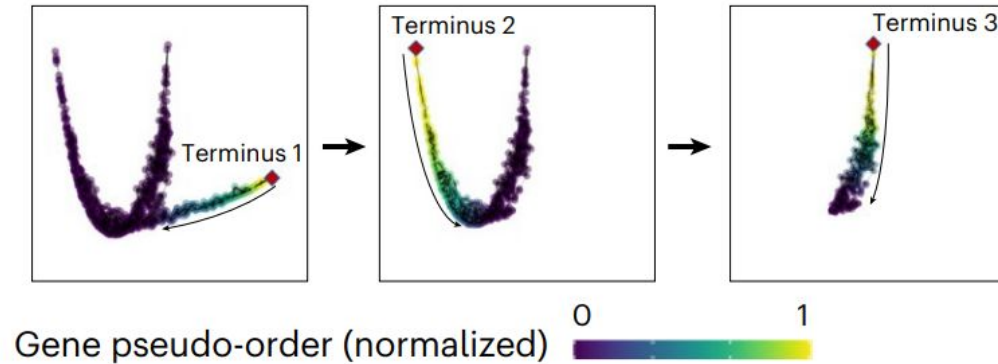 Terminus 1
Terminus 2
Terminus 3
Gene pseudo-order (normalized)
0 1